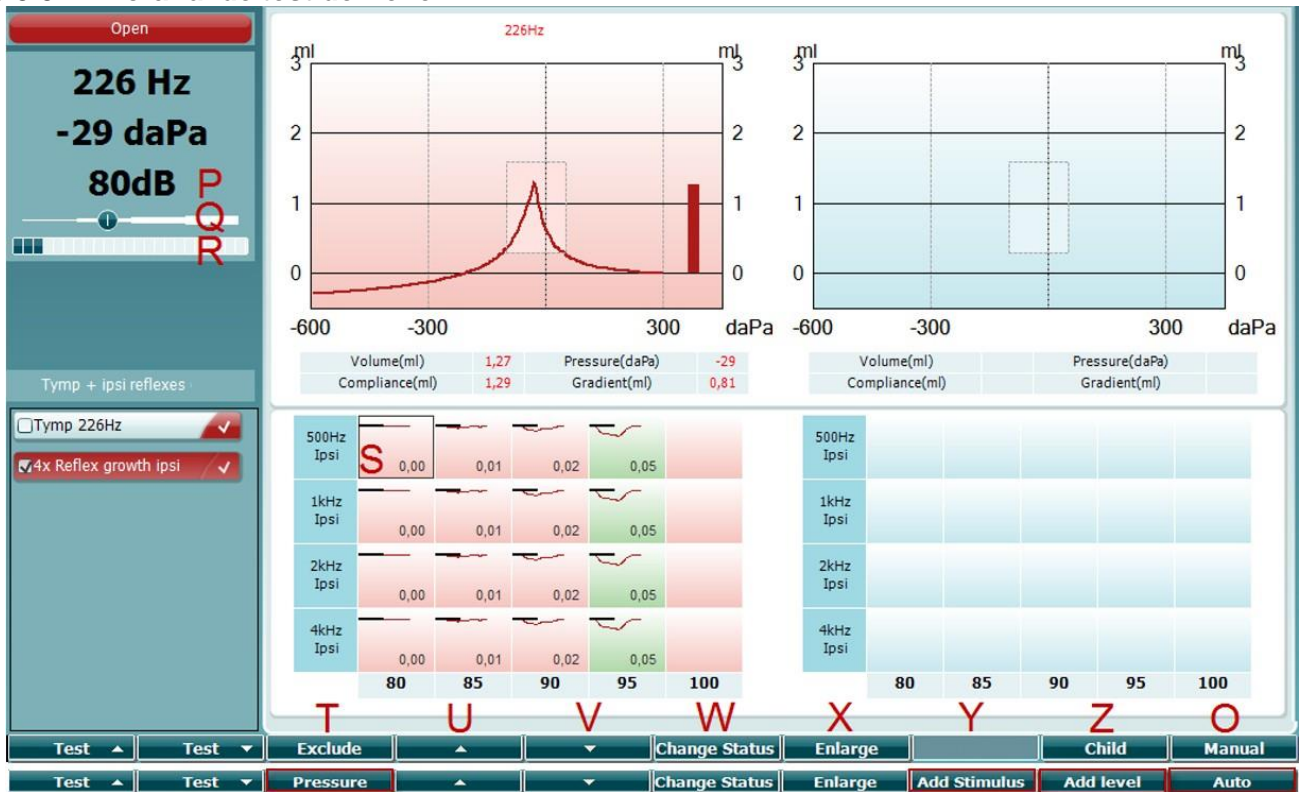 Open
226 Hz
-29 daPa
80dB P
Q
R
Tymp + ipsi reflexes
Tymp 226Hz
4x Reflex growth ipsi
226Hz
ml ml ml ml
3 3 3 3
2 2 2 2
1 1 1 1
0 0 0 0
-600 -300 300 daPa -600 -300 300 daPa
Volume(ml) 1,27 Pressure(daPa) -29 Volume(ml) Pressure(daPa)
Compliance(ml) 1,29 Gradient(ml) 0,81 Compliance(ml) Gradient(ml)
500Hz Ipsi S 0,00 0,01 0,02 0,05 500Hz Ipsi
1kHz Ipsi 0,00 0,01 0,02 0,05 1kHz Ipsi
2kHz Ipsi 0,00 0,01 0,02 0,05 2kHz Ipsi
4kHz Ipsi 0,00 0,01 0,02 0,05 4kHz Ipsi
80 85 90 95 100 80 85 90 95 100
T U V W X Y Z O
Test Test Exclude Change Status Enlarge Child Manual
Test Test Pressure Change Status Enlarge Add Stimulus Add level Auto